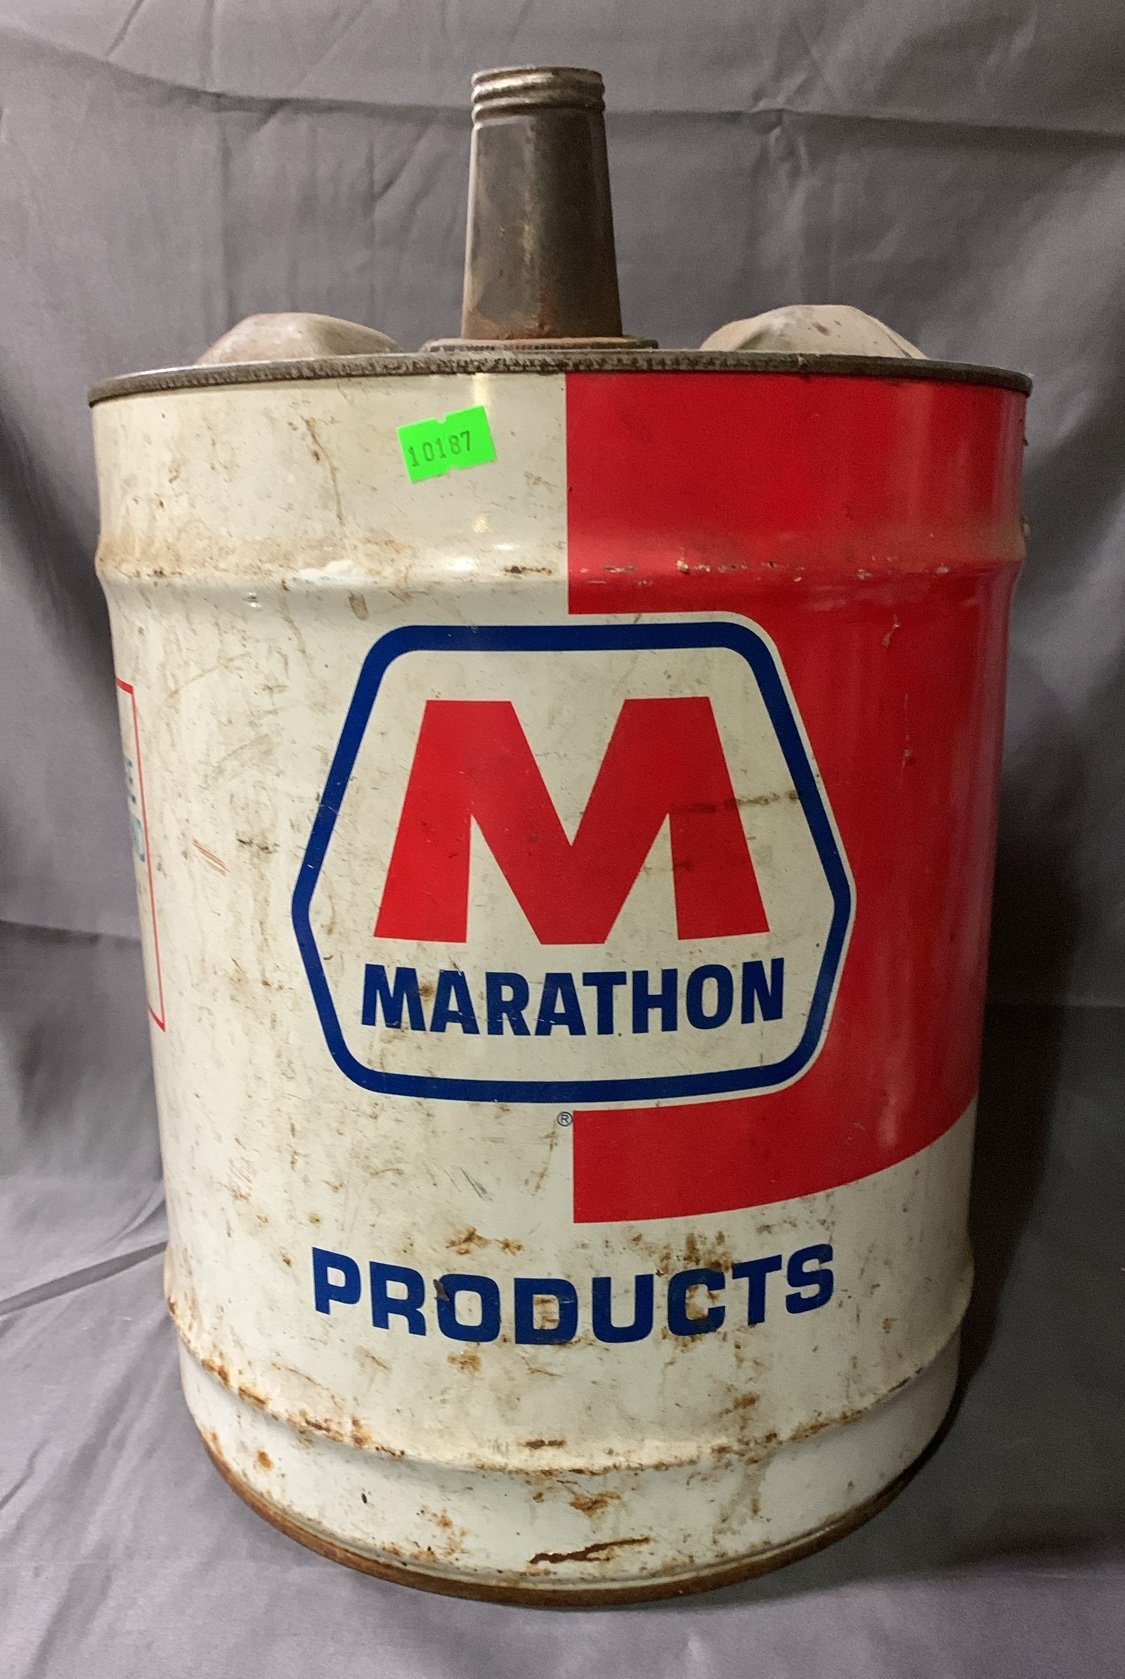 10187
M
MARATHON
®
PRODUCTS